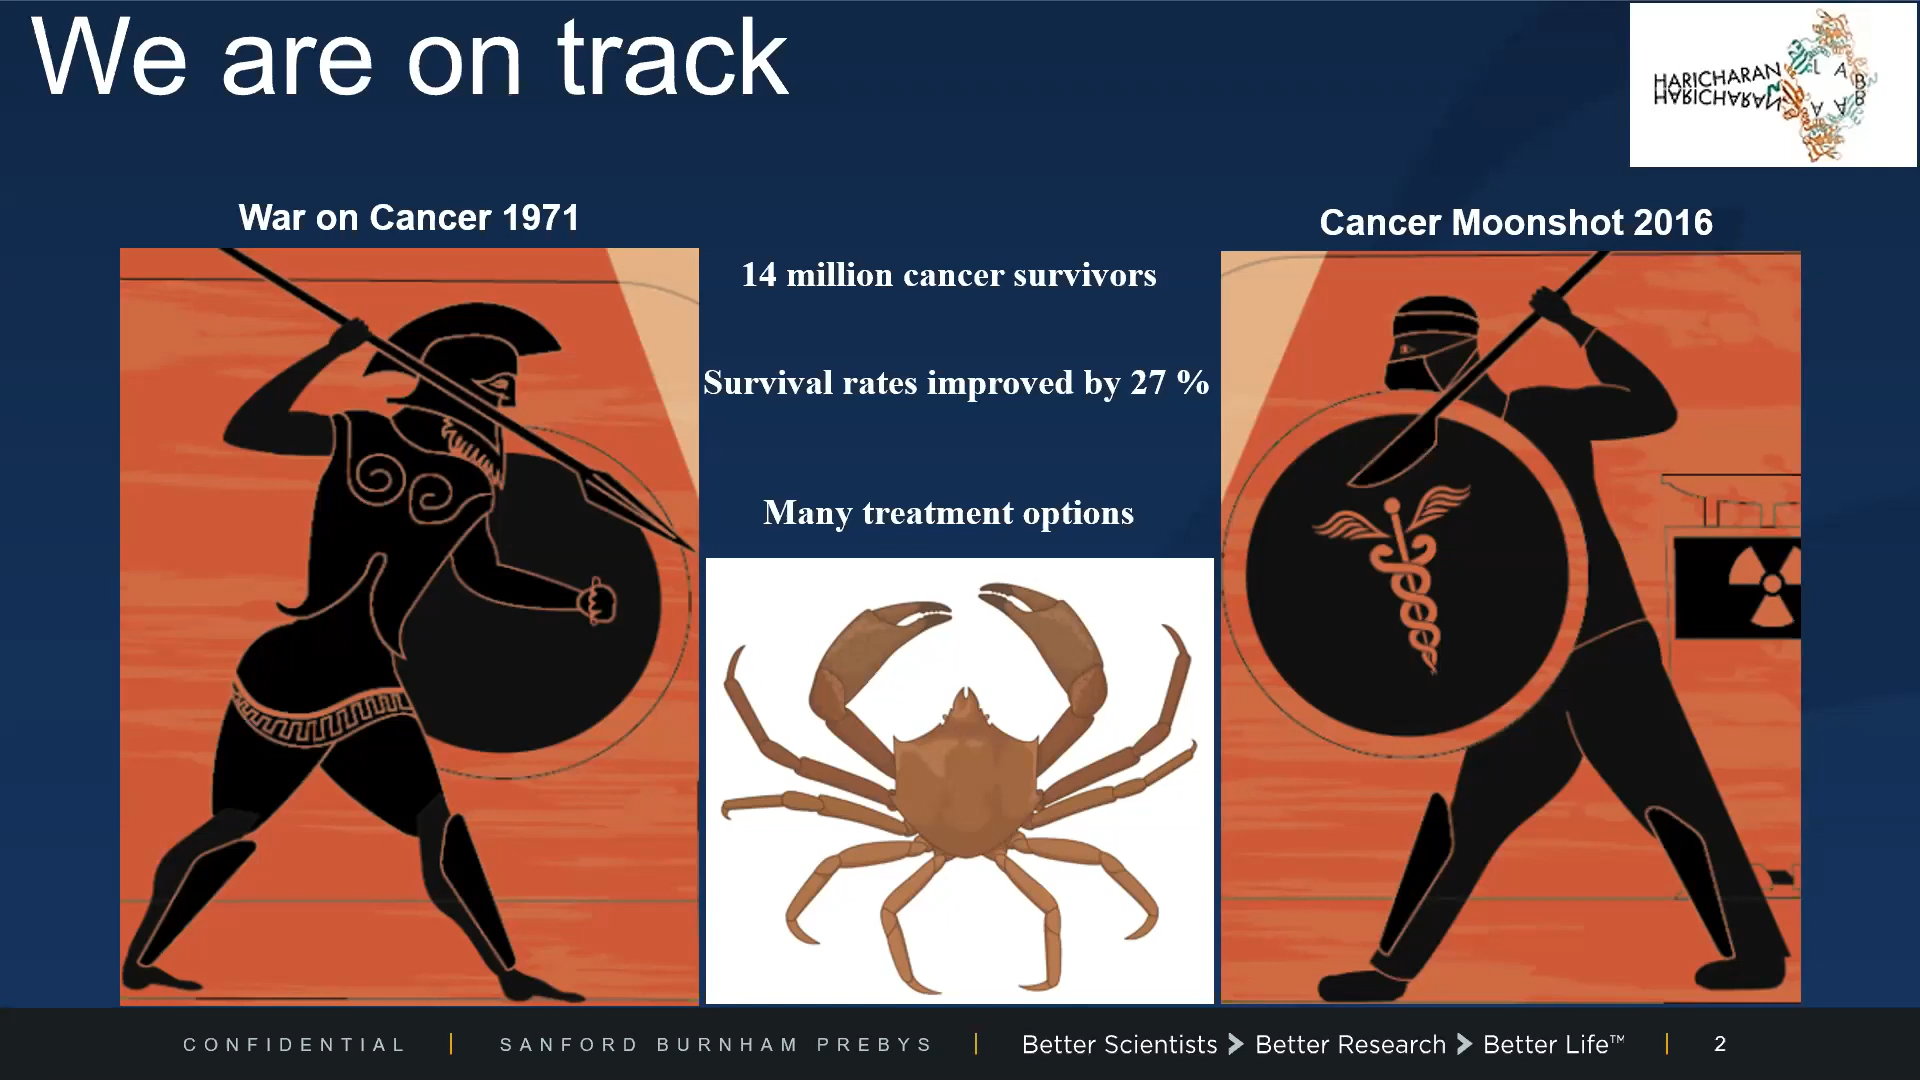 We are on track
HARICHARAN
HARICHARAN
L A B
L A B
War on Cancer 1971
Cancer Moonshot 2016
14 million cancer survivors
Survival rates improved by 27 %
Many treatment options
CONFIDENTIAL | SANFORD BURNHAM PREBYS | Better Scientists > Better Research > Better Life™ | 2